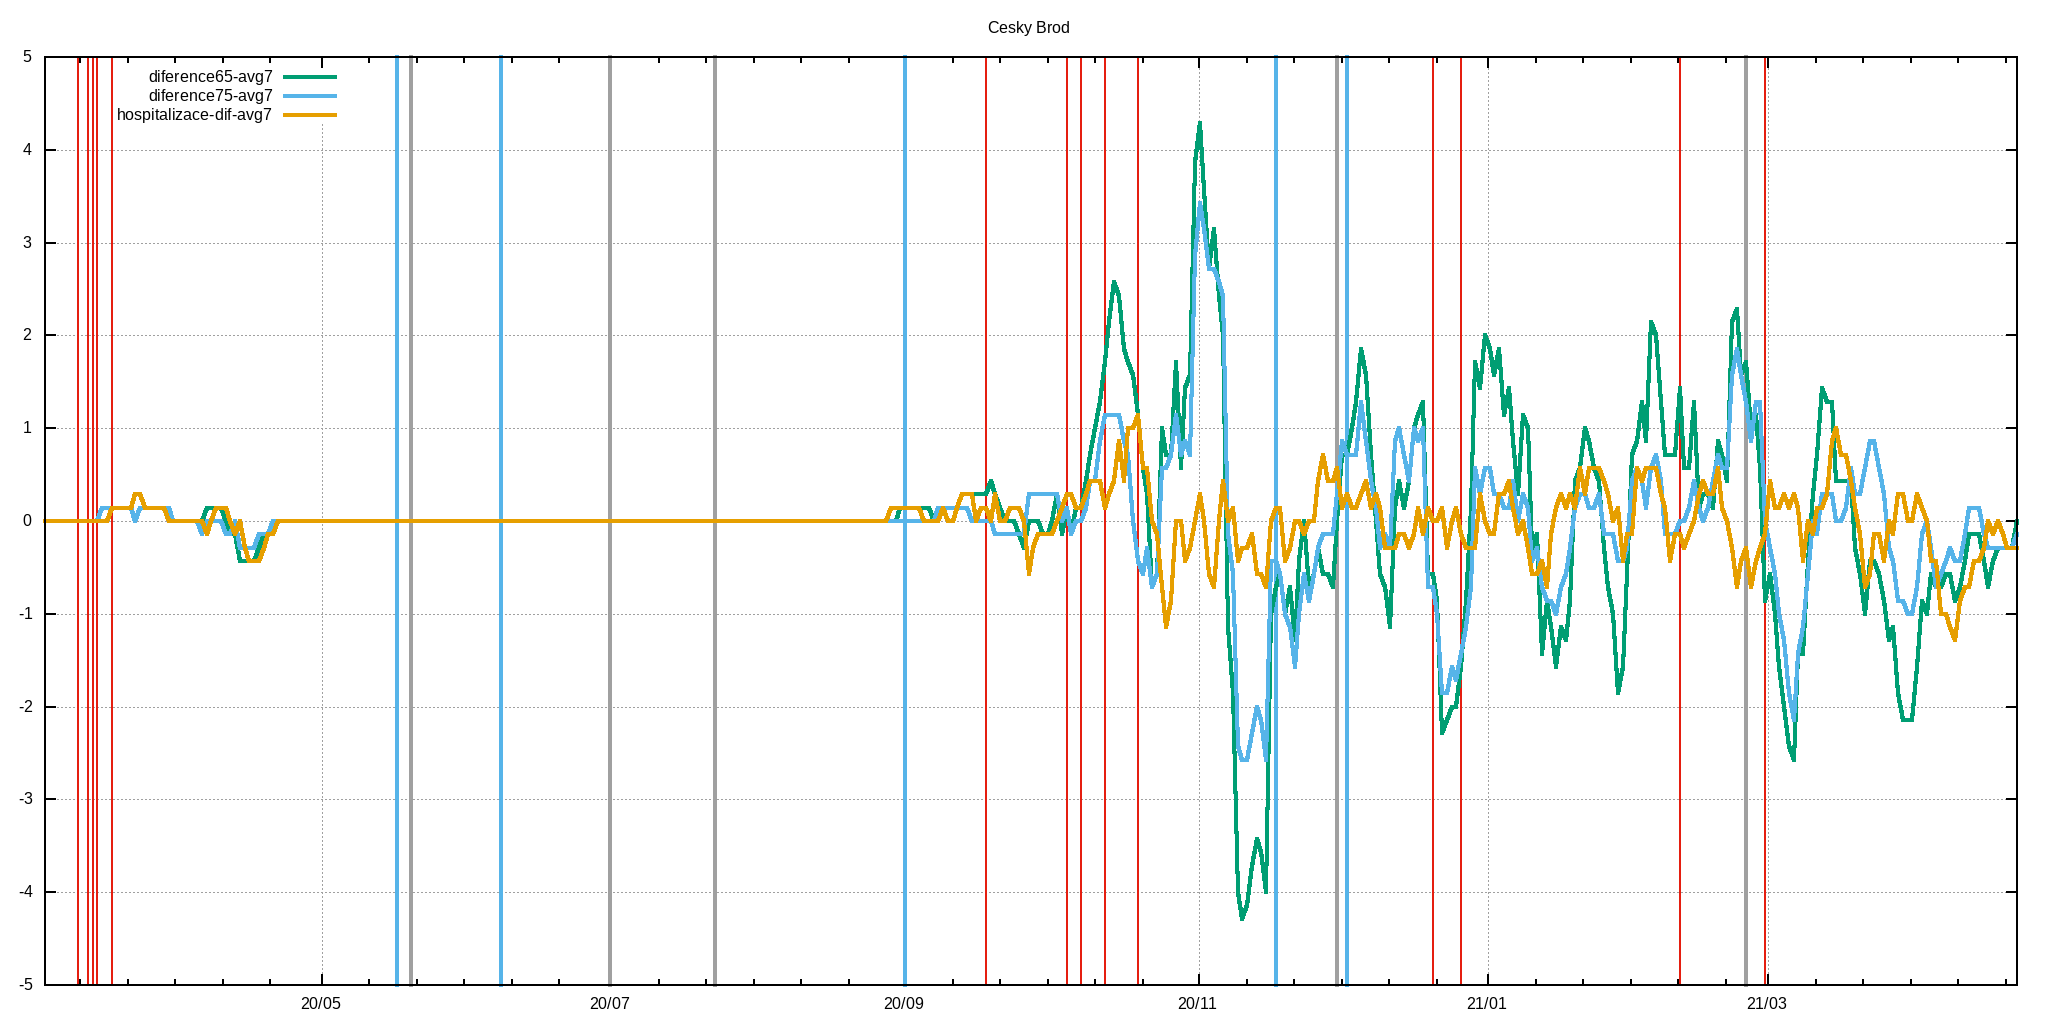 Cesky Brod
5
diference65-avg7
diference75-avg7
hospitalizace-dif-avg7
4
3
2
1
0
-1
-2
-3
-4
-5
20/05 20/07 20/09 20/11 21/01 21/03